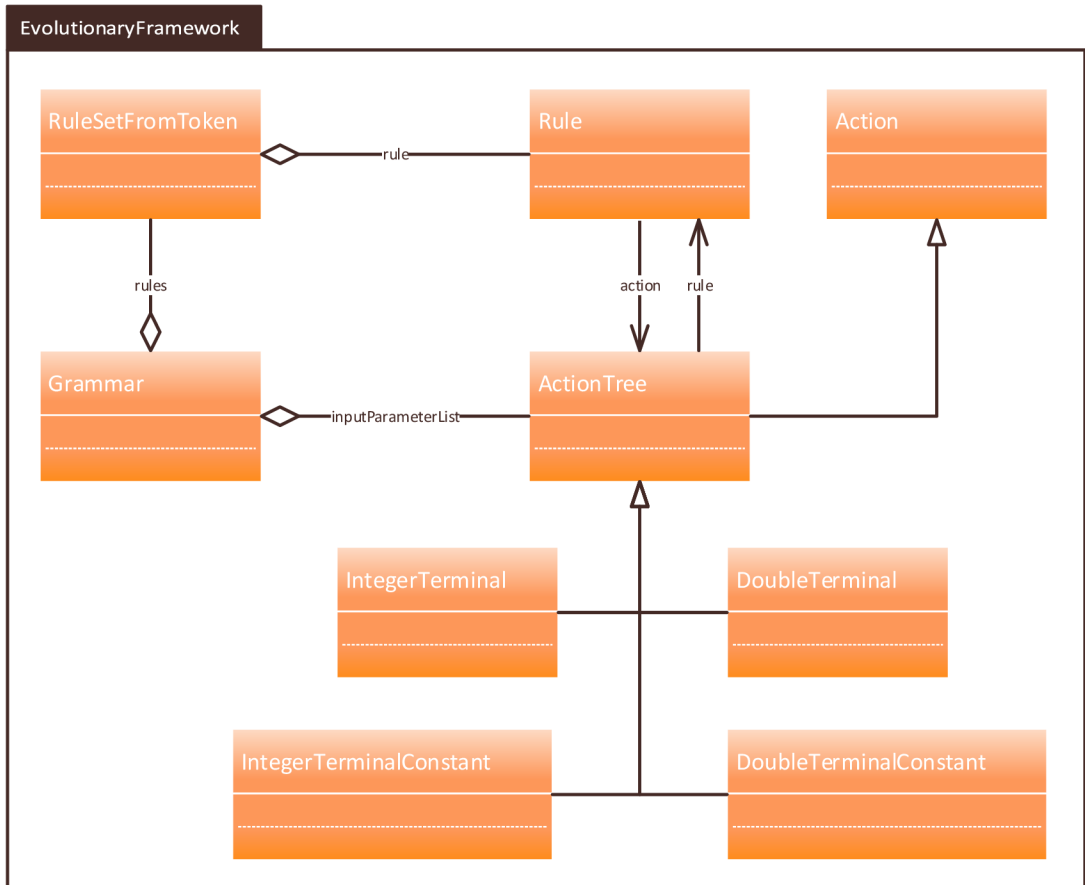 EvolutionaryFramework
RuleSetFromToken
Rule
Action
rule
rules
action
rule
Grammar
ActionTree
inputParameterList
IntegerTerminal
DoubleTerminal
IntegerTerminalConstant
DoubleTerminalConstant